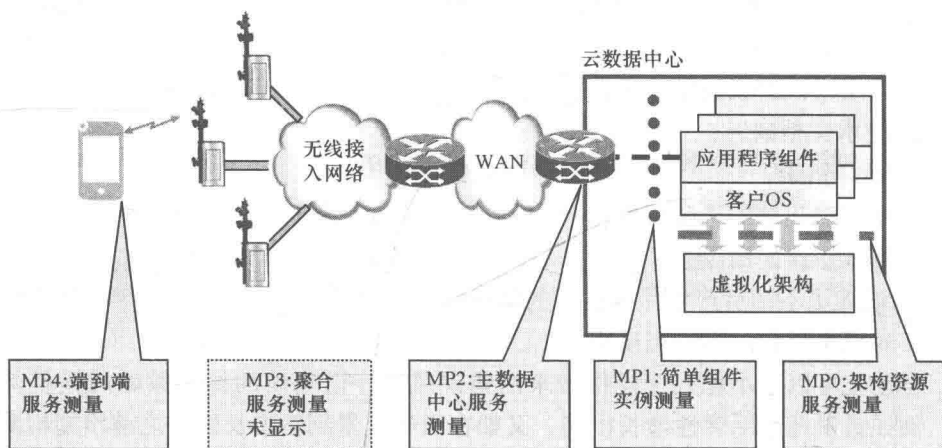 云数据中心
无线接
入网络
WAN
应用程序组件
客户OS
虚拟化架构
MP4:端到端
服务测量
MP3:聚合
服务测量
未显示
MP2:主数据
中心服务
测量
MP1:简单组件
实例测量
MP0:架构资源
服务测量